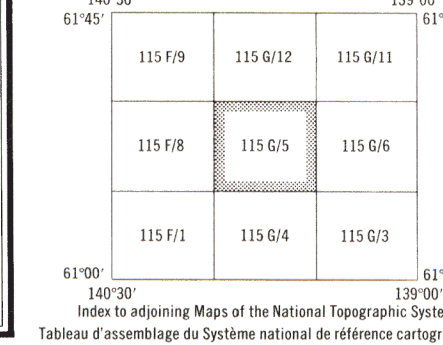 61°45′ 61°
115 F/9 115 G/12 115 G/11
115 F/8 115 G/5 115 G/6
115 F/1 115 G/4 115 G/3
61°00′ 61°
140°30′ 139°00′
Index to adjoining Maps of the National Topographic Syste
Tableau d'assemblage du Système national de référence cartogr